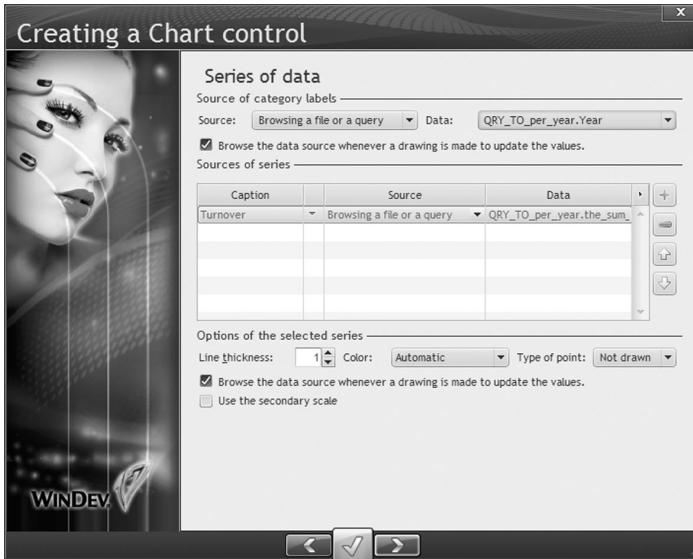 x
Creating a Chart control
Series of data
Source of category labels
Source: Browsing a file or a query Data: QRY_TO_per_year.Year
Browse the data source whenever a drawing is made to update the values.
Sources of series
Caption Source Data
Turnover Browsing a file or a query QRY_TO_per_year.the_sum_
Options of the selected series
Line thickness: 1 Color: Automatic Type of point: Not drawn
Browse the data source whenever a drawing is made to update the values.
Use the secondary scale
WINDEV